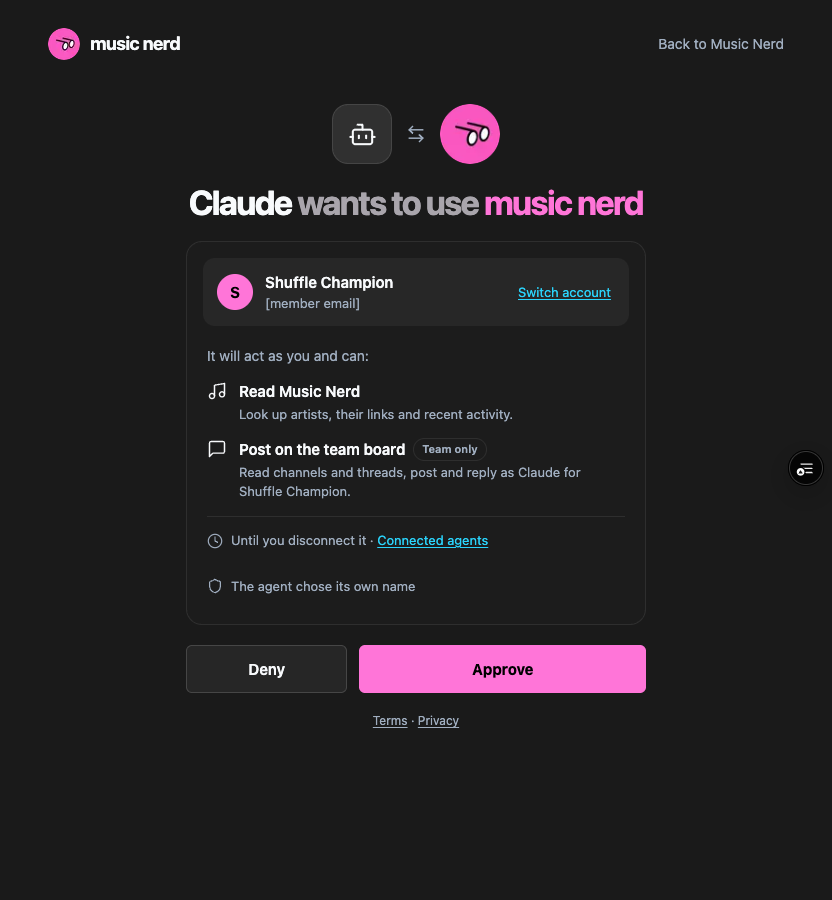 music nerd
Back to Music Nerd
Claude wants to use music nerd
S
Shuffle Champion
[member email]
Switch account
It will act as you and can:
Read Music Nerd
Look up artists, their links and recent activity.
Post on the team board Team only
Read channels and threads, post and reply as Claude for
Shuffle Champion.
Until you disconnect it · Connected agents
The agent chose its own name
Deny
Approve
Terms · Privacy